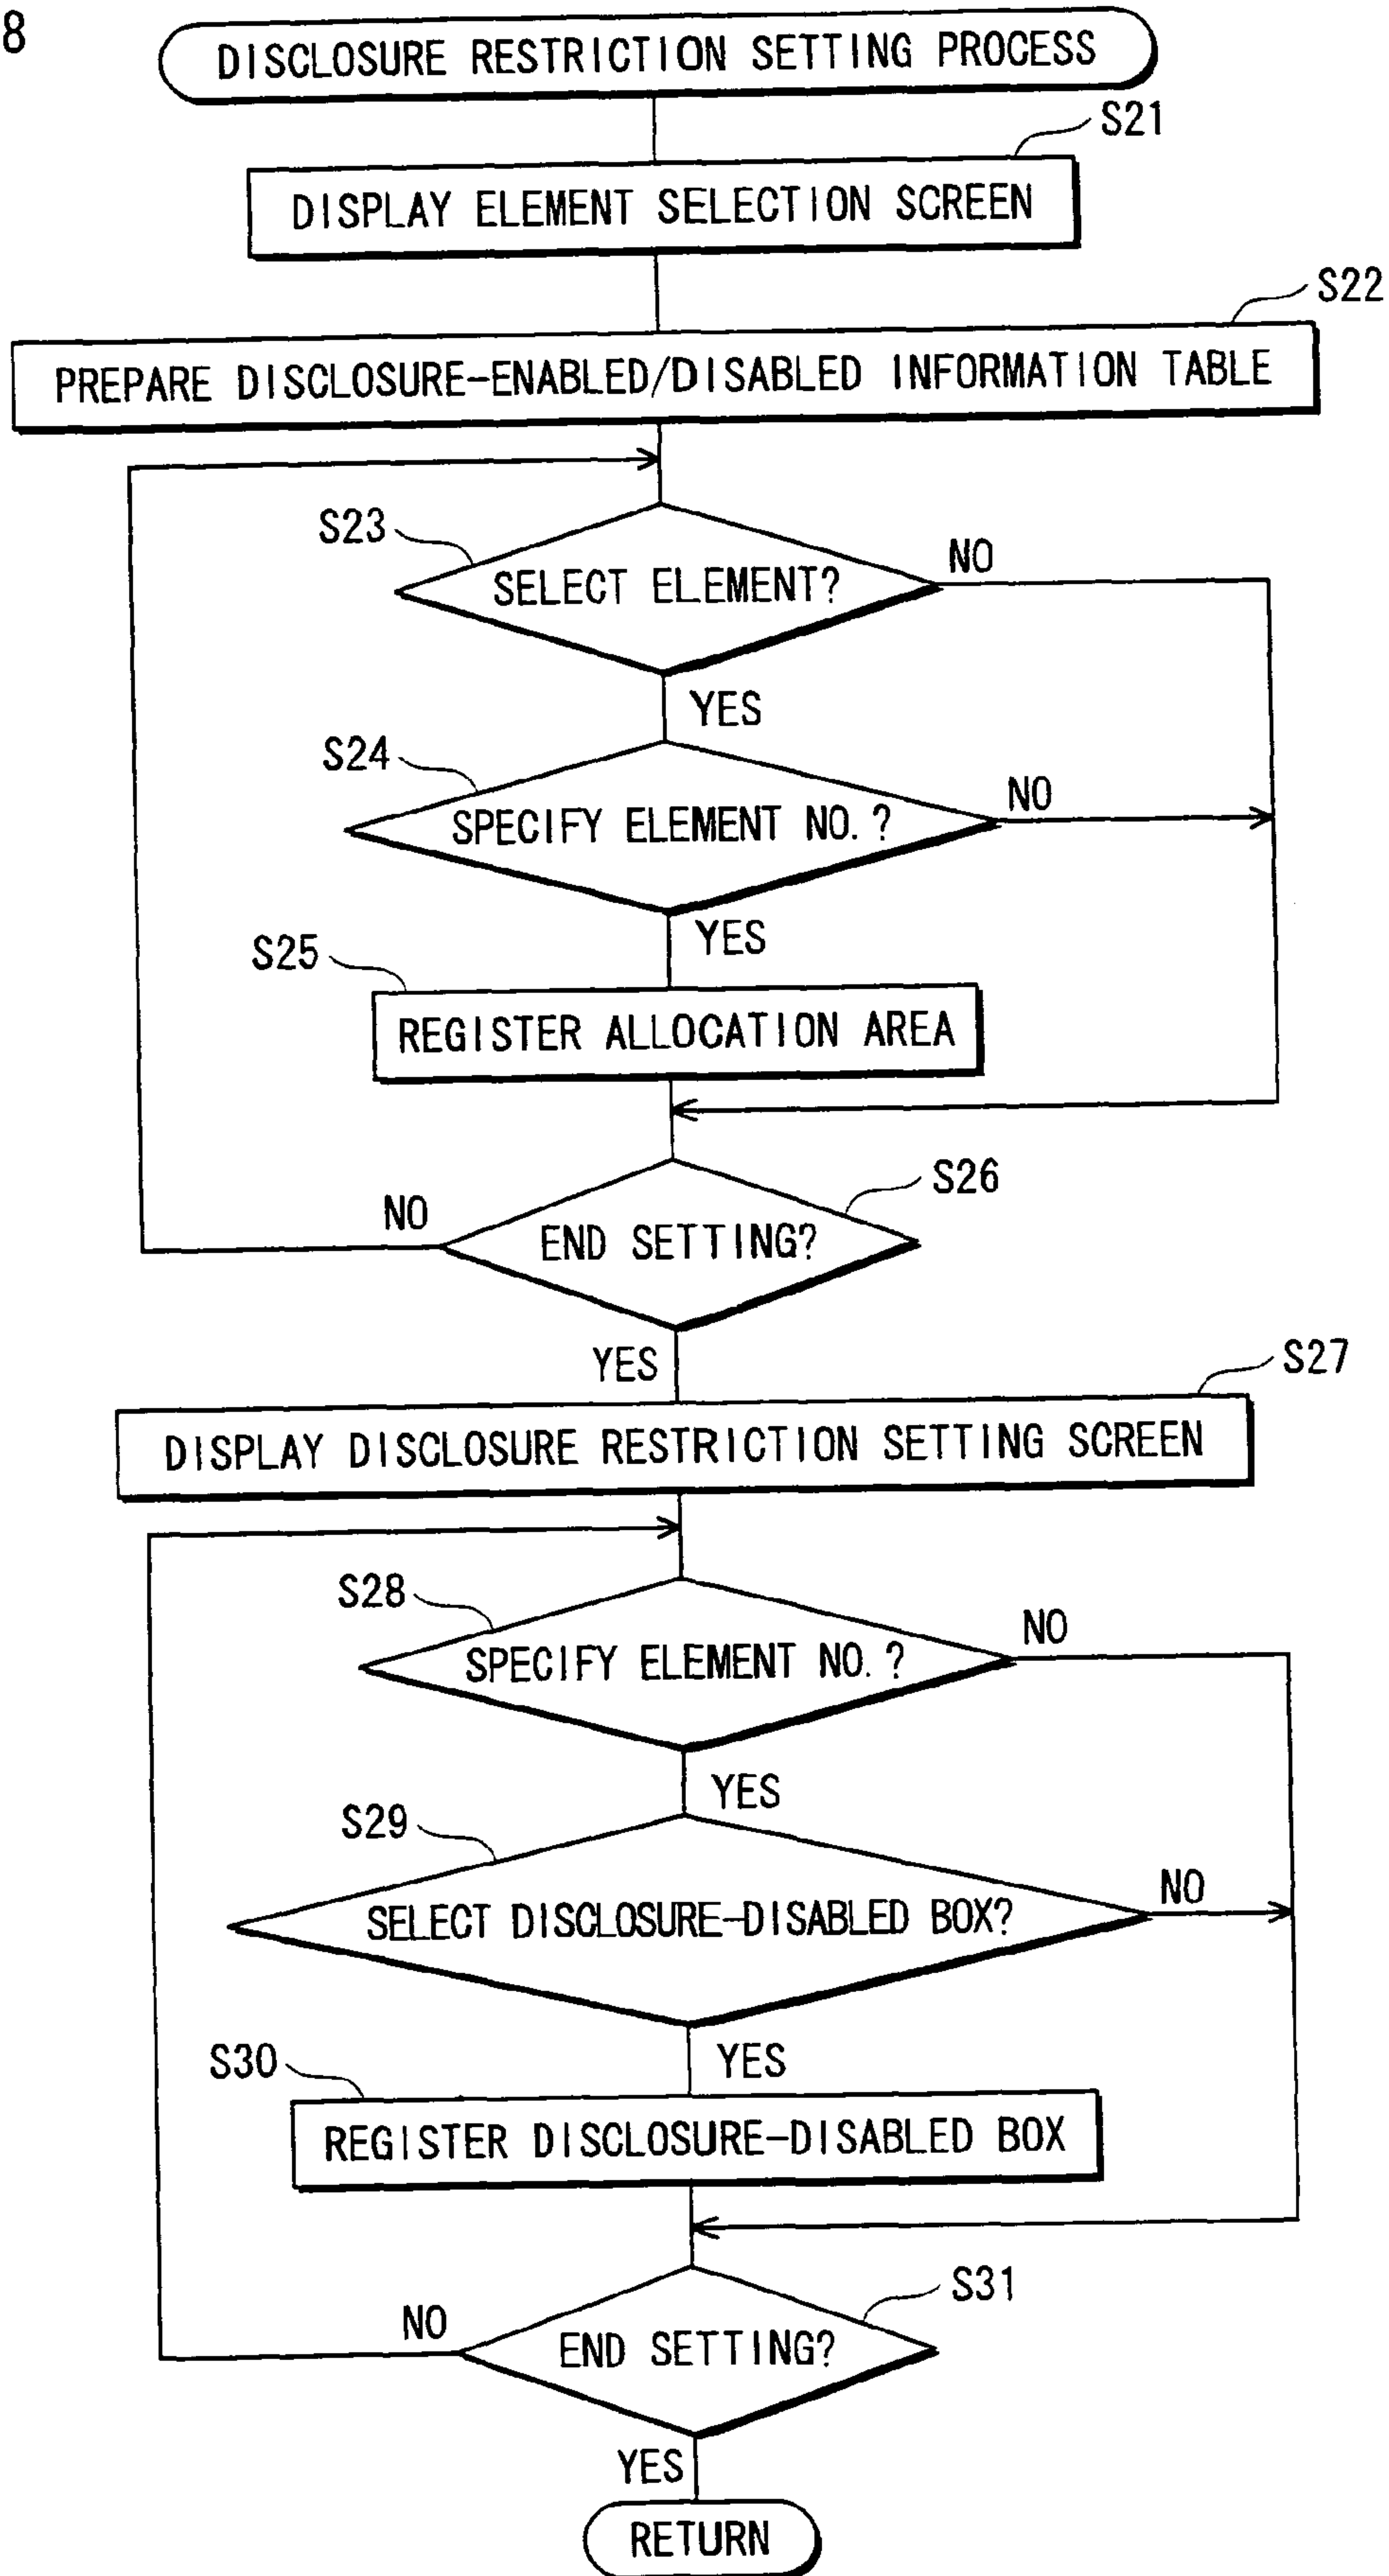 8
DISCLOSURE RESTRICTION SETTING PROCESS
S21
DISPLAY ELEMENT SELECTION SCREEN
S22
PREPARE DISCLOSURE-ENABLED/DISABLED INFORMATION TABLE
S23
SELECT ELEMENT?
NO
YES
S24
SPECIFY ELEMENT NO.?
NO
YES
S25
REGISTER ALLOCATION AREA
S26
NO
END SETTING?
YES
S27
DISPLAY DISCLOSURE RESTRICTION SETTING SCREEN
S28
SPECIFY ELEMENT NO.?
NO
YES
S29
SELECT DISCLOSURE-DISABLED BOX?
NO
YES
S30
REGISTER DISCLOSURE-DISABLED BOX
S31
NO
END SETTING?
YES
RETURN